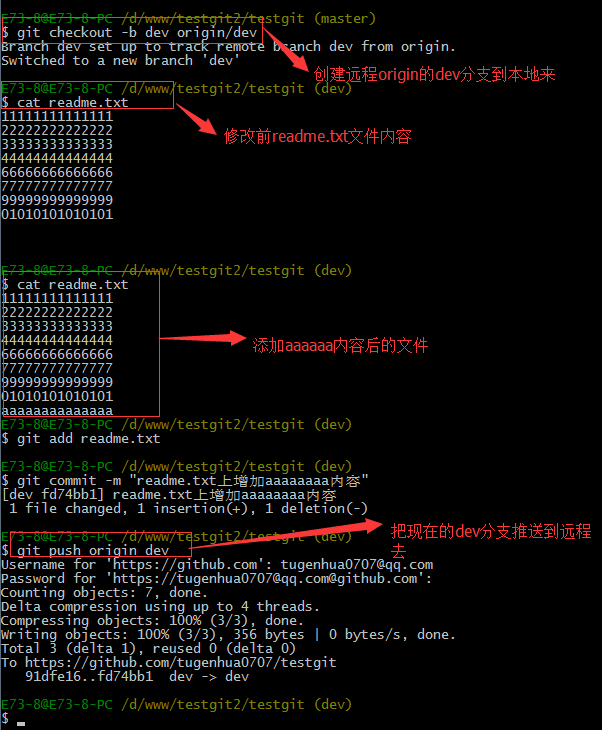 E73-8@E73-8-PC /d/www/testgit2/testgit (master)
$ git checkout -b dev origin/dev
Branch dev set up to track remote branch dev from origin.
Switched to a new branch 'dev'
创建远程origin的dev分支到本地来
E73-8@E73-8-PC /d/www/testgit2/testgit (dev)
$ cat readme.txt
修改前readme.txt文件内容
11111111111111
22222222222222
33333333333333
44444444444444
66666666666666
77777777777777
99999999999999
01010101010101
E73-8@E73-8-PC /d/www/testgit2/testgit (dev)
$ cat readme.txt
11111111111111
22222222222222
33333333333333
44444444444444
添加aaaaaa内容后的文件
66666666666666
77777777777777
99999999999999
01010101010101
aaaaaaaaaaaaaa
E73-8@E73-8-PC /d/www/testgit2/testgit (dev)
$ git add readme.txt
E73-8@E73-8-PC /d/www/testgit2/testgit (dev)
$ git commit -m "readme.txt上增加aaaaaaaa内容"
[dev fd74bb1] readme.txt上增加aaaaaaaa内容
1 file changed, 1 insertion(+), 1 deletion(-)
把现在的dev分支推送到远程
去
E73-8@E73-8-PC /d/www/testgit2/testgit (dev)
$ git push origin dev
Username for 'https://github.com': tugenhua0707@qq.com
Password for 'https://tugenhua0707@qq.com@github.com':
Counting objects: 7, done.
Delta compression using up to 4 threads.
Compressing objects: 100% (3/3), done.
Writing objects: 100% (3/3), 356 bytes | 0 bytes/s, done.
Total 3 (delta 1), reused 0 (delta 0)
To https://github.com/tugenhua0707/testgit
91dfe16..fd74bb1 dev -> dev
E73-8@E73-8-PC /d/www/testgit2/testgit (dev)
$